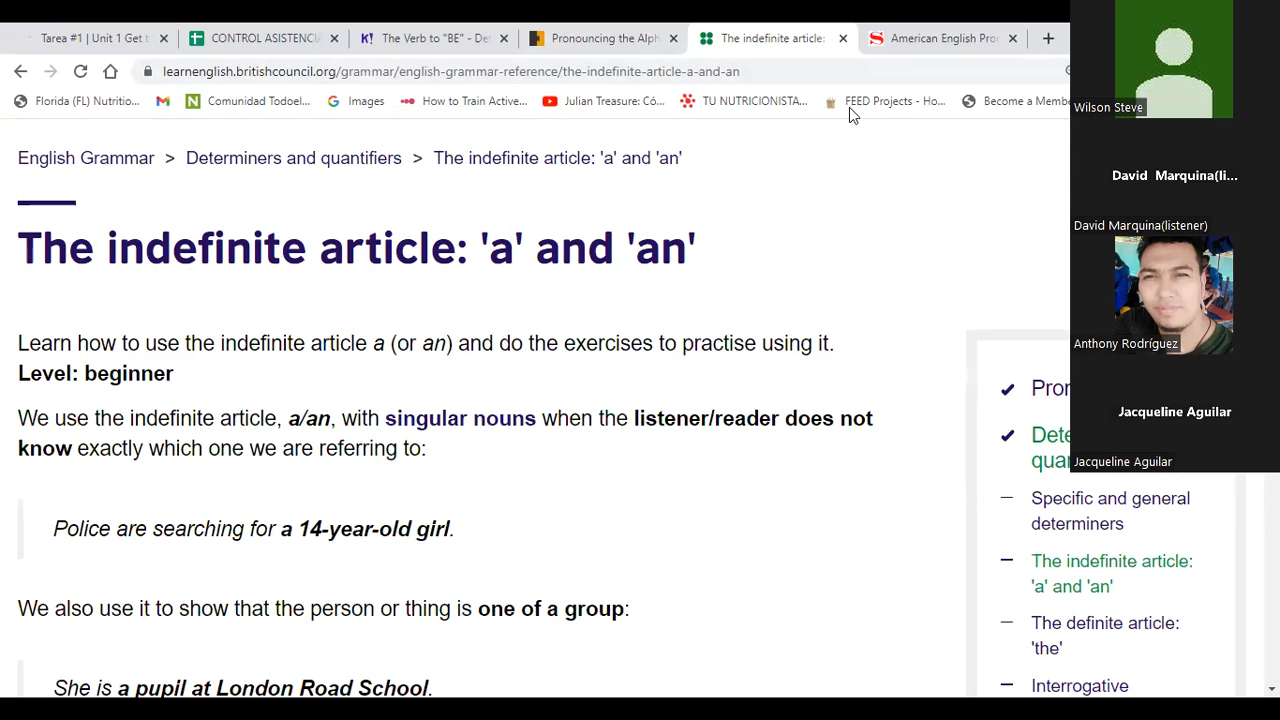 Tarea #1 | Unit 1 Get t
CONTROL ASISTENCIA
The Verb to "BE" - De
Pronouncing the Alph
The indefinite article:
American English Pro
learnenglish.britishcouncil.org/grammar/english-grammar-reference/the-indefinite-article-a-and-an
Florida (FL) Nutritio...
Comunidad Todoel...
Images
How to Train Active...
Julian Treasure: Có...
TU NUTRICIONISTA...
FEED Projects - Ho...
Become a Membe
English Grammar > Determiners and quantifiers > The indefinite article: 'a' and 'an'
The indefinite article: 'a' and 'an'
Learn how to use the indefinite article a (or an) and do the exercises to practise using it.
Level: beginner
We use the indefinite article, a/an, with singular nouns when the listener/reader does not
know exactly which one we are referring to:
Police are searching for a 14-year-old girl.
We also use it to show that the person or thing is one of a group:
She is a pupil at London Road School.
Pro
Dete
qua
Specific and general
determiners
The indefinite article:
'a' and 'an'
The definite article:
'the'
Interrogative
Wilson Steve
David Marquina(li...
David Marquina(listener)
Anthony Rodríguez
Jacqueline Aguilar
Jacqueline Aguilar